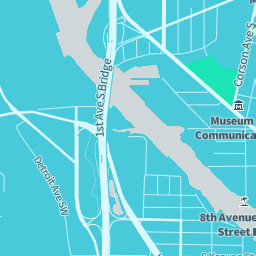 Corson Ave S
1st Ave S Bridge
Museum
Communica
Detroit Ave SW
8th Avenue
Street